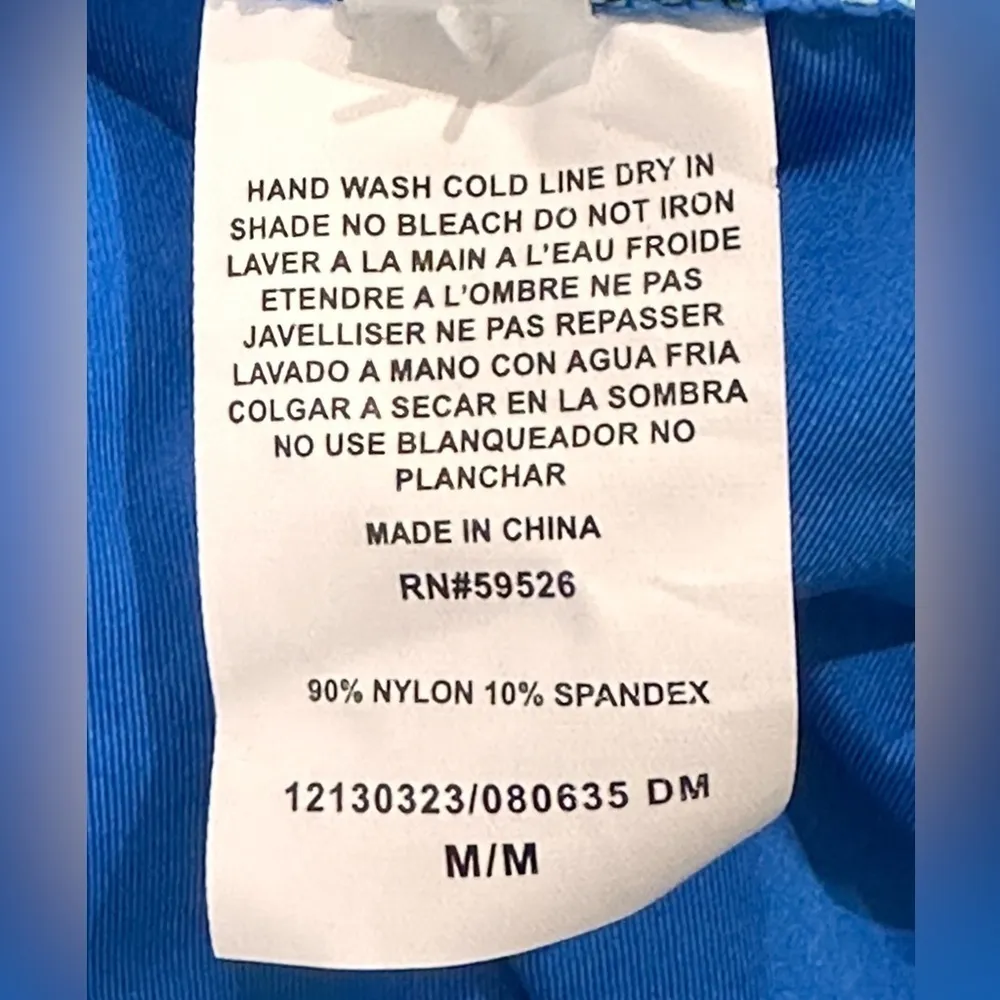 HAND WASH COLD LINE DRY IN
SHADE NO BLEACH DO NOT IRON
LAVER A LA MAIN A L'EAU FROIDE
ETENDRE A L'OMBRE NE PAS
JAVELLISER NE PAS REPASSER
LAVADO A MANO CON AGUA FRIA
COLGAR A SECAR EN LA SOMBRA
NO USE BLANQUEADOR NO
PLANCHAR
MADE IN CHINA
RN#59526
90% NYLON 10% SPANDEX
12130323/080635 DM
M/M